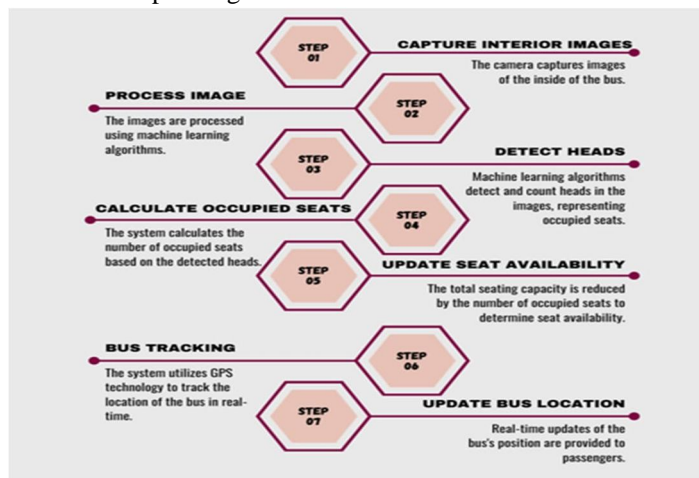 STEP
01
CAPTURE INTERIOR IMAGES
The camera captures images
of the inside of the bus.
STEP
02
PROCESS IMAGE
The images are processed
using machine learning
algorithms.
STEP
03
DETECT HEADS
Machine learning algorithms
detect and count heads in the
images, representing
occupied seats.
STEP
04
CALCULATE OCCUPIED SEATS
The system calculates the
number of occupied seats
based on the detected heads.
STEP
05
UPDATE SEAT AVAILABILITY
The total seating capacity is reduced
by the number of occupied seats to
determine seat availability.
STEP
06
BUS TRACKING
The system utilizes GPS
technology to track the
location of the bus in real-
time.
STEP
07
UPDATE BUS LOCATION
Real-time updates of the
bus's position are provided to
passengers.